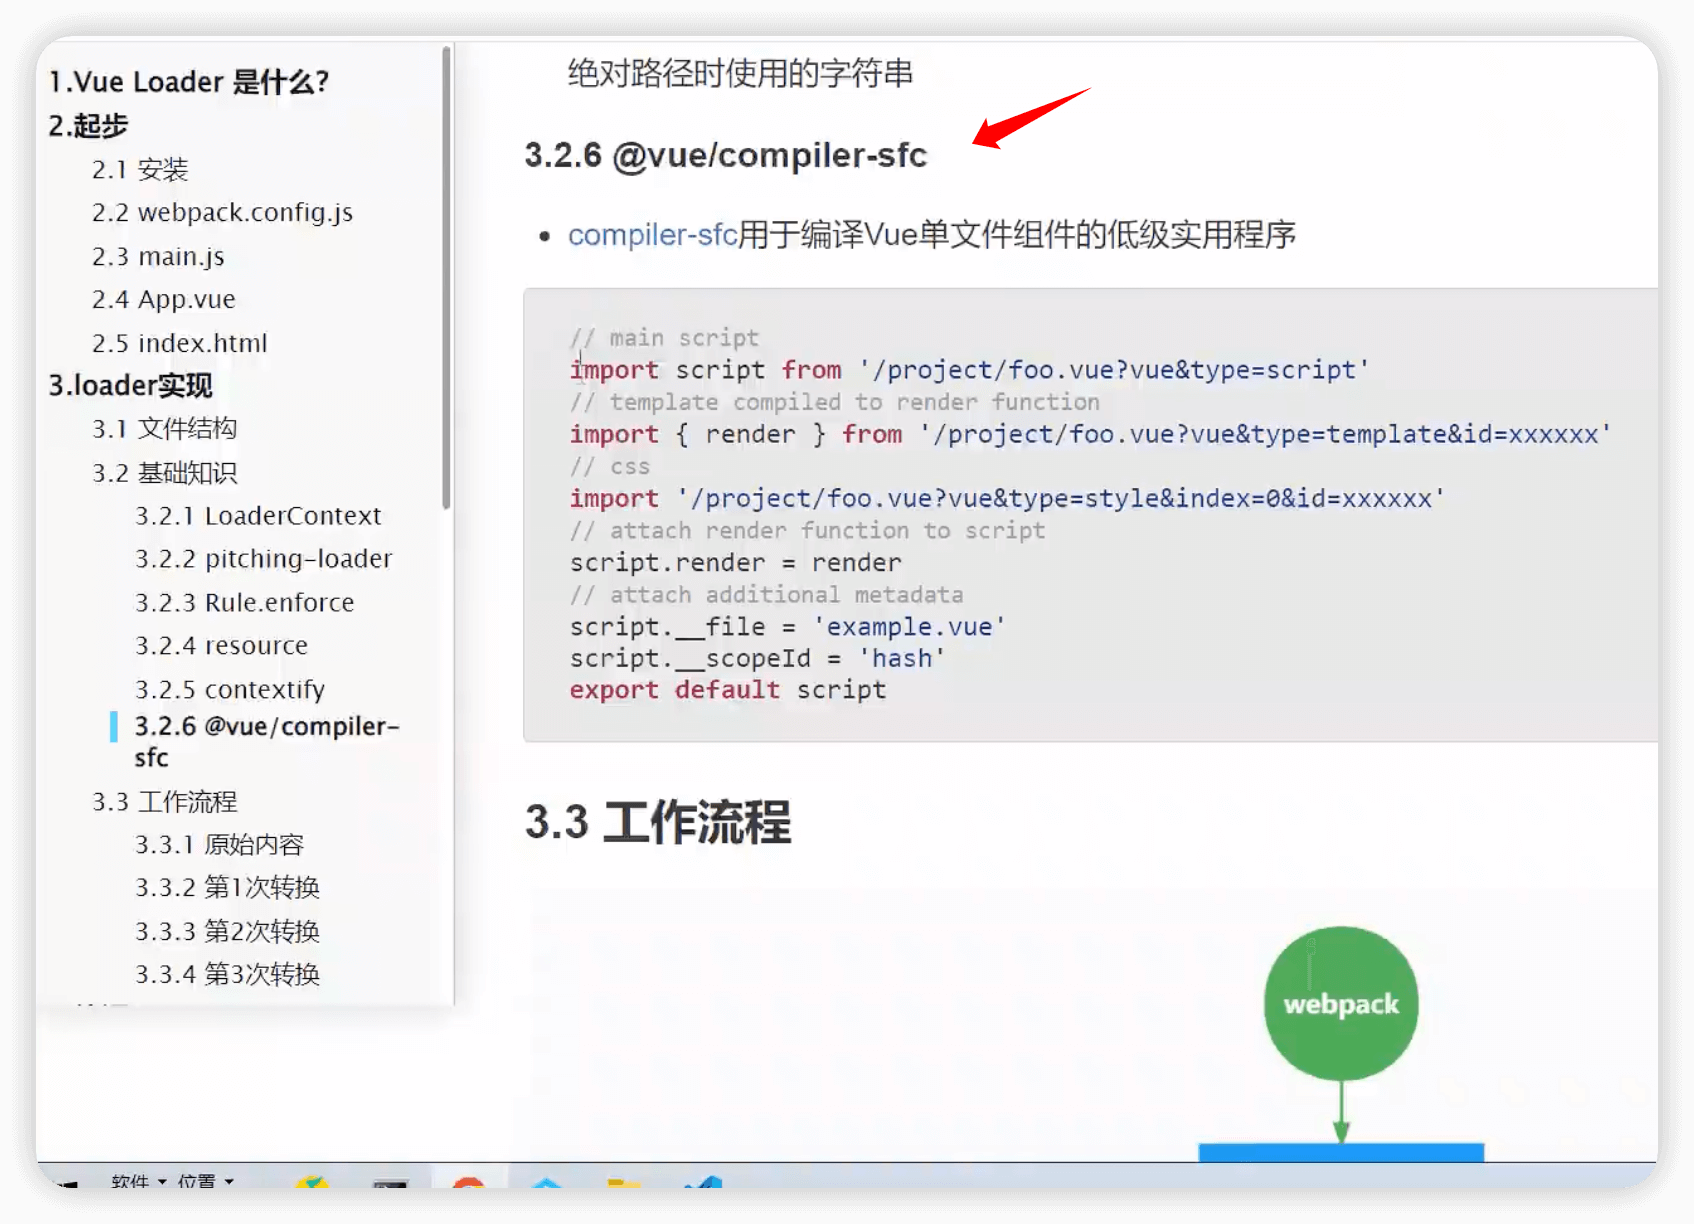 1.Vue Loader 是什么?
2.起步
2.1 安装
2.2 webpack.config.js
2.3 main.js
2.4 App.vue
2.5 index.html
3.loader实现
3.1 文件结构
3.2 基础知识
3.2.1 LoaderContext
3.2.2 pitching-loader
3.2.3 Rule.enforce
3.2.4 resource
3.2.5 contextify
3.2.6 @vue/compiler-
sfc
3.3 工作流程
3.3.1 原始内容
3.3.2 第1次转换
3.3.3 第2次转换
3.3.4 第3次转换
绝对路径时使用的字符串
3.2.6 @vue/compiler-sfc
• compiler-sfc用于编译Vue单文件组件的低级实用程序
// main script
import script from '/project/foo.vue?vue&type=script'
// template compiled to render function
import { render } from '/project/foo.vue?vue&type=template&id=xxxxxx'
// css
import '/project/foo.vue?vue&type=style&index=0&id=xxxxxx'
// attach render function to script
script.render = render
// attach additional metadata
script.__file = 'example.vue'
script.__scopeId = 'hash'
export default script
3.3 工作流程
webpack
软件 位置